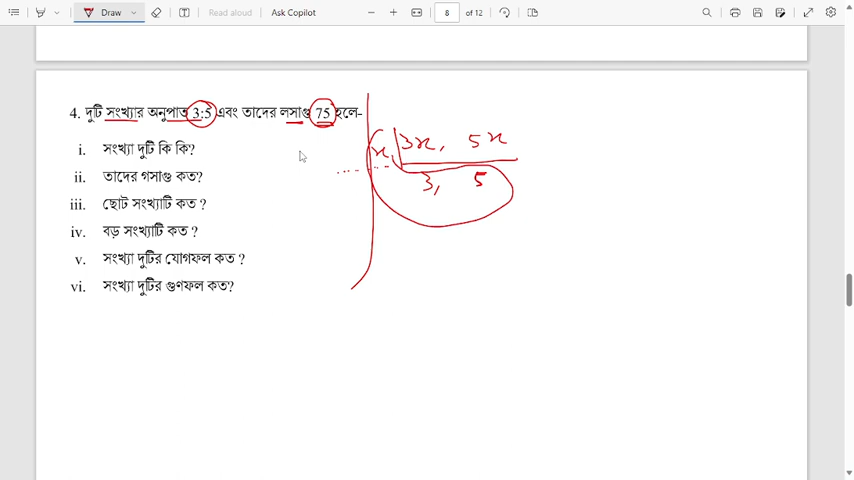 Draw
Read aloud
Ask Copilot
8 of 12
4. দুটি সংখ্যার অনুপাত 3:5 এবং তাদের লসাগু 75 হলে-
i. সংখ্যা দুটি কি কি?
ii. তাদের গসাগু কত?
iii. ছোট সংখ্যাটি কত ?
iv. বড় সংখ্যাটি কত ?
v. সংখ্যা দুটির যোগফল কত ?
vi. সংখ্যা দুটির গুণফল কত?
x 3x, 5x
3, 5